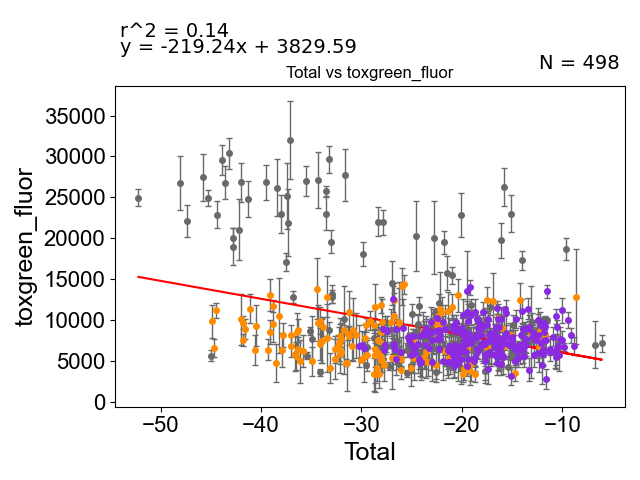 r^2 = 0.14
y = -219.24x + 3829.59
N = 498
Total vs toxgreen_fluor
35000
30000
25000
20000
15000
10000
5000
0
toxgreen_fluor
−50
−40
−30
−20
−10
Total